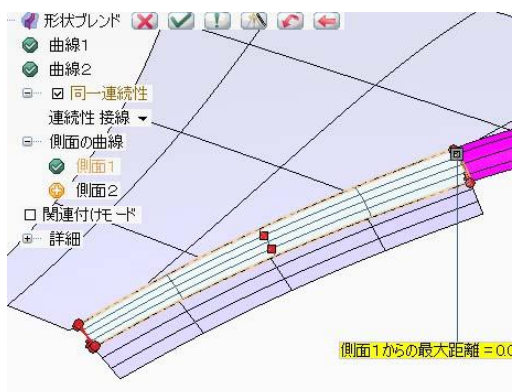 形状ブレンド
曲線1
曲線2
同一連続性
連続性 接線
側面の曲線
側面1
側面2
関連付けモード
詳細
側面1からの最大距離 = 0.0